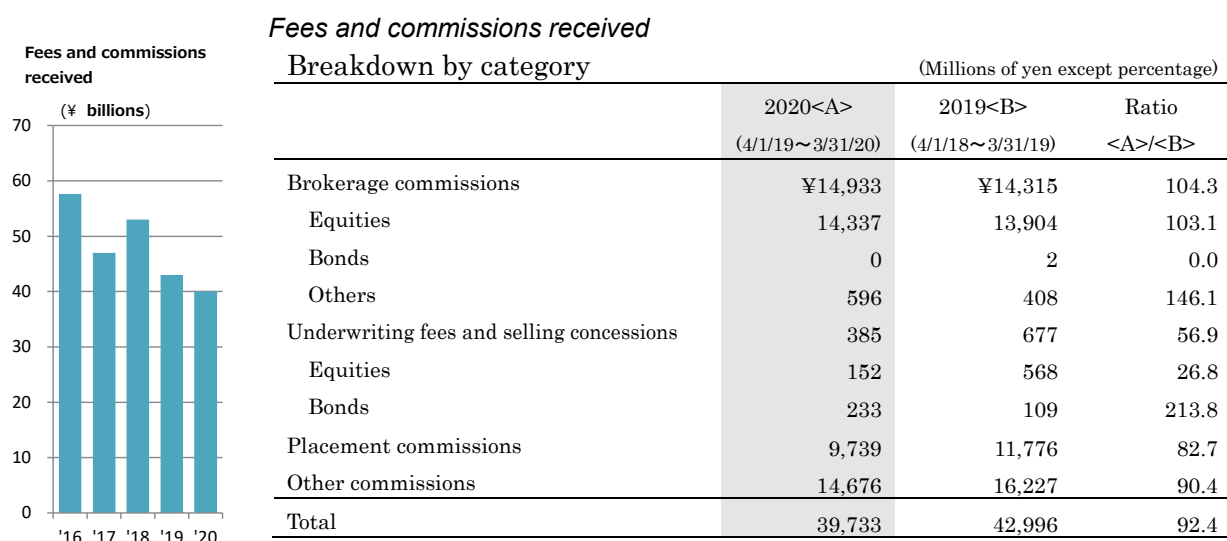 Fees and commissions received
Fees and commissions
received
(¥ billions)
70
60
50
40
30
20
10
0
'16 '17 '18 '19 '20
Breakdown by category (Millions of yen except percentage)
2020<A> 2019<B> Ratio
(4/1/19〜3/31/20) (4/1/18〜3/31/19) <A>/<B>
Brokerage commissions ¥14,933 ¥14,315 104.3
Equities 14,337 13,904 103.1
Bonds 0 2 0.0
Others 596 408 146.1
Underwriting fees and selling concessions 385 677 56.9
Equities 152 568 26.8
Bonds 233 109 213.8
Placement commissions 9,739 11,776 82.7
Other commissions 14,676 16,227 90.4
Total 39,733 42,996 92.4